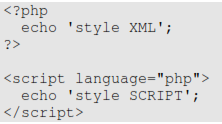 <?php
  echo 'style XML';
?>

<script language="php">
  echo 'style SCRIPT';
</script>